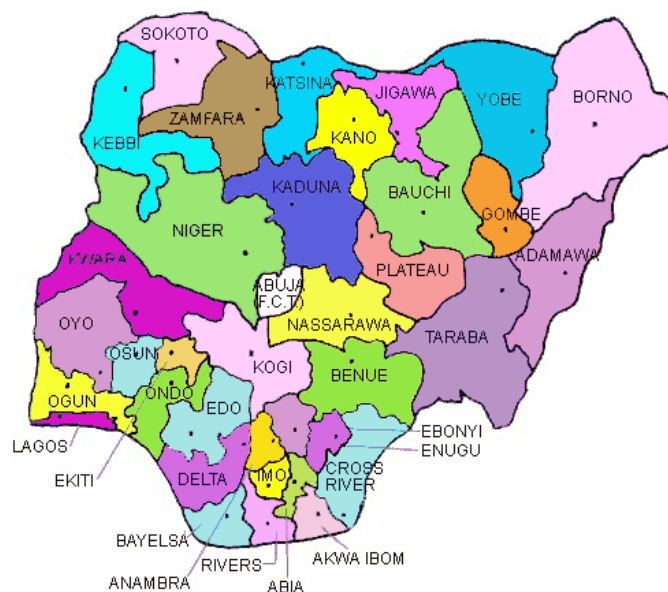 SOKOTO
KATSINA
JIGAWA
YOBE
BORNO
ZAMFARA
KEBBI
KANO
KADUNA
BAUCHI
GOMBE
NIGER
ADAMAWA
KWARA
PLATEAU
ABUJA
(F.C.T.)
NASSARAWA
OYO
TARABA
OSUN
KOGI
BENUE
ONDO
OGUN
EDO
LAGOS
EBONYI
ENUGU
EKITI
DELTA
IMO
CROSS
RIVER
BAYELSA
RIVERS
AKWA IBOM
ANAMBRA
ABIA